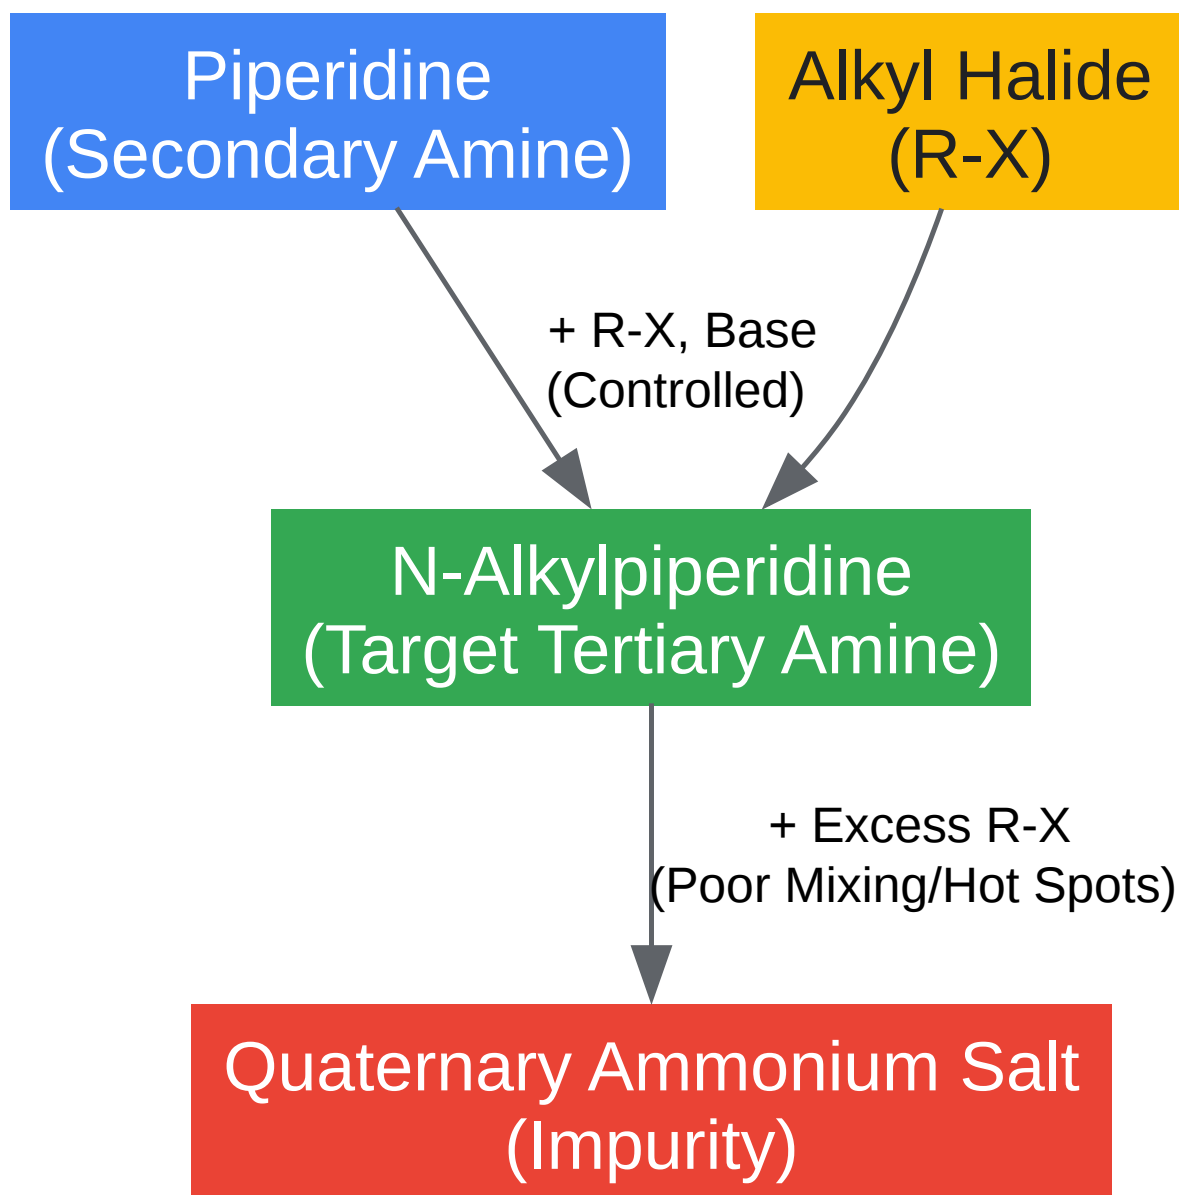 Piperidine
(Secondary Amine)
Alkyl Halide
(R-X)
+ R-X, Base
(Controlled)
N-Alkylpiperidine
(Target Tertiary Amine)
+ Excess R-X
(Poor Mixing/Hot Spots)
Quaternary Ammonium Salt
(Impurity)